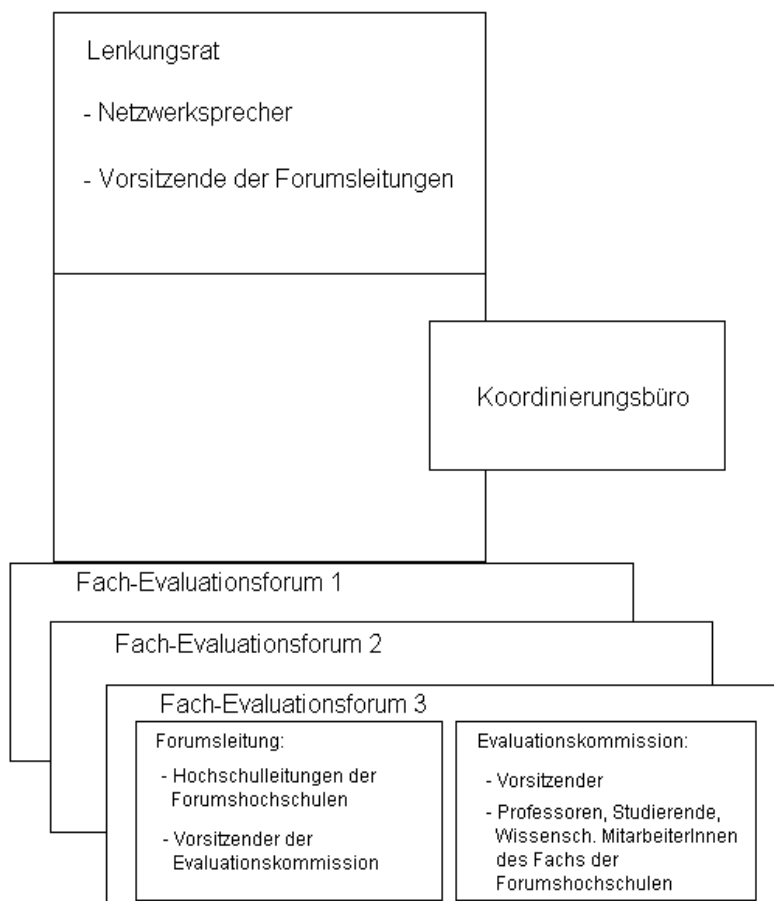 Lenkungsrat
- Netzwerksprecher
- Vorsitzende der Forumsleitungen
Koordinierungsbüro
Fach-Evaluationsforum 1
Fach-Evaluationsforum 2
Fach-Evaluationsforum 3
Forumsleitung:
- Hochschulleitungen der
Forumshochschulen
- Vorsitzender der
Evaluationskommission
Evaluationskommission:
- Vorsitzender
- Professoren, Studierende,
Wissensch. MitarbeiterInnen
des Fachs der
Forumshochschulen